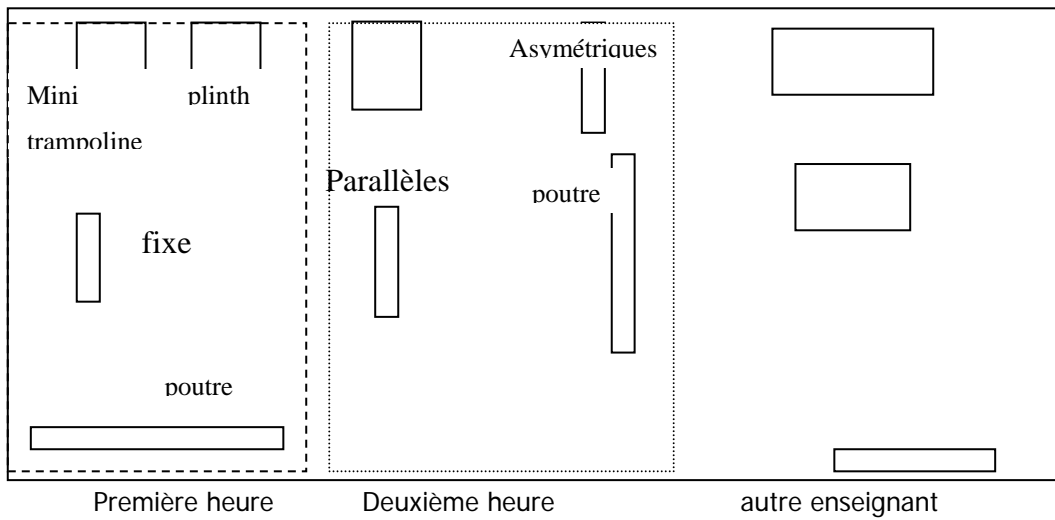 Asymétriques
Mini
plinth
trampoline
Parallèles
poutre
fixe
poutre
Première heure
Deuxième heure
autre enseignant